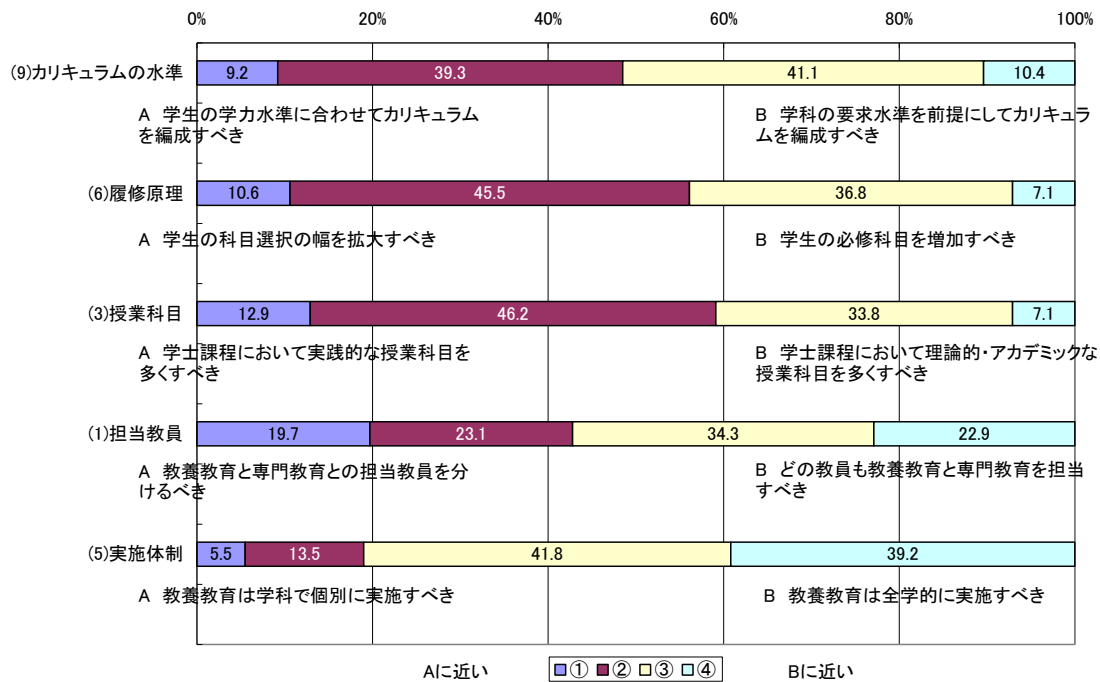 0% 20% 40% 60% 80% 100%
(9)カリキュラムの水準 9.2 39.3 41.1 10.4
A 学生の学力水準に合わせてカリキュラム
を編成すべき
B 学科の要求水準を前提にしてカリキュラ
ムを編成すべき
(6)履修原理 10.6 45.5 36.8 7.1
A 学生の科目選択の幅を拡大すべき
B 学生の必修科目を増加すべき
(3)授業科目 12.9 46.2 33.8 7.1
A 学士課程において実践的な授業科目を
多くすべき
B 学士課程において理論的・アカデミックな
授業科目を多くすべき
(1)担当教員 19.7 23.1 34.3 22.9
A 教養教育と専門教育との担当教員を分
けるべき
B どの教員も教養教育と専門教育を担当
すべき
(5)実施体制 5.5 13.5 41.8 39.2
A 教養教育は学科で個別に実施すべき
B 教養教育は全学的に実施すべき
Aに近い ① ② ③ ④ Bに近い